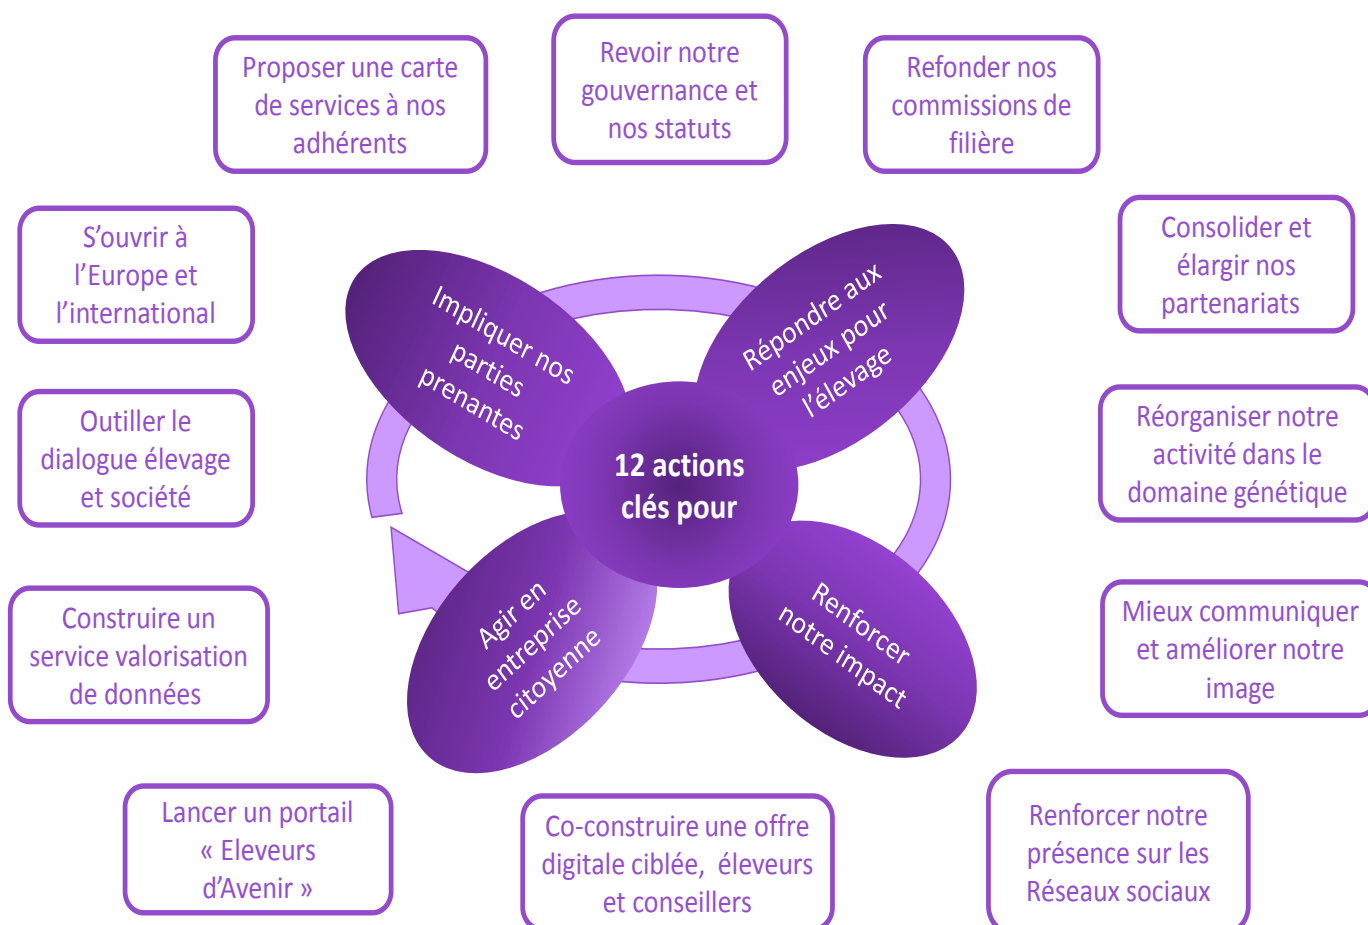 Proposer une carte
de services à nos
adhérents
Revoir notre
gouvernance et
nos statuts
Refonder nos
commissions de
filière
S’ouvrir à
l’Europe et
l’international
Consolider et
élargir nos
partenariats
Impliquer nos
parties
prenantes
Répondre aux
enjeux pour
l’élevage
Outiller le
dialogue élevage
et société
12 actions
clés pour
Réorganiser notre
activité dans le
domaine génétique
Construire un
service valorisation
de données
Agir en
entreprise
citoyenne
Renforcer
notre impact
Mieux communiquer
et améliorer notre
image
Lancer un portail
« Eleveurs
d’Avenir »
Co-construire une offre
digitale ciblée, éleveurs
et conseillers
Renforcer notre
présence sur les
Réseaux sociaux